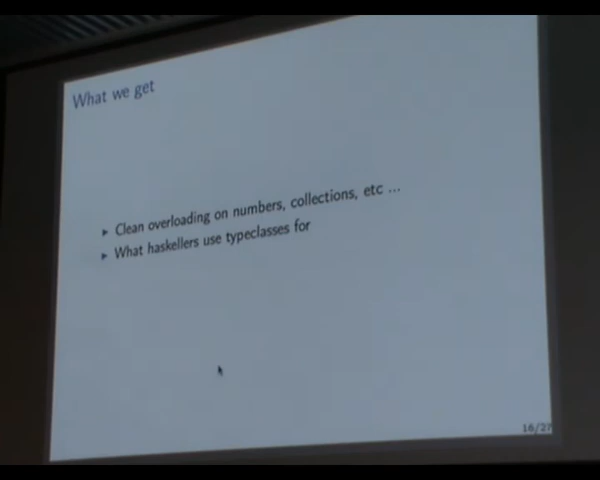 What we get
Clean overloading on numbers, collections, etc ...
What haskellers use typeclasses for
16/27